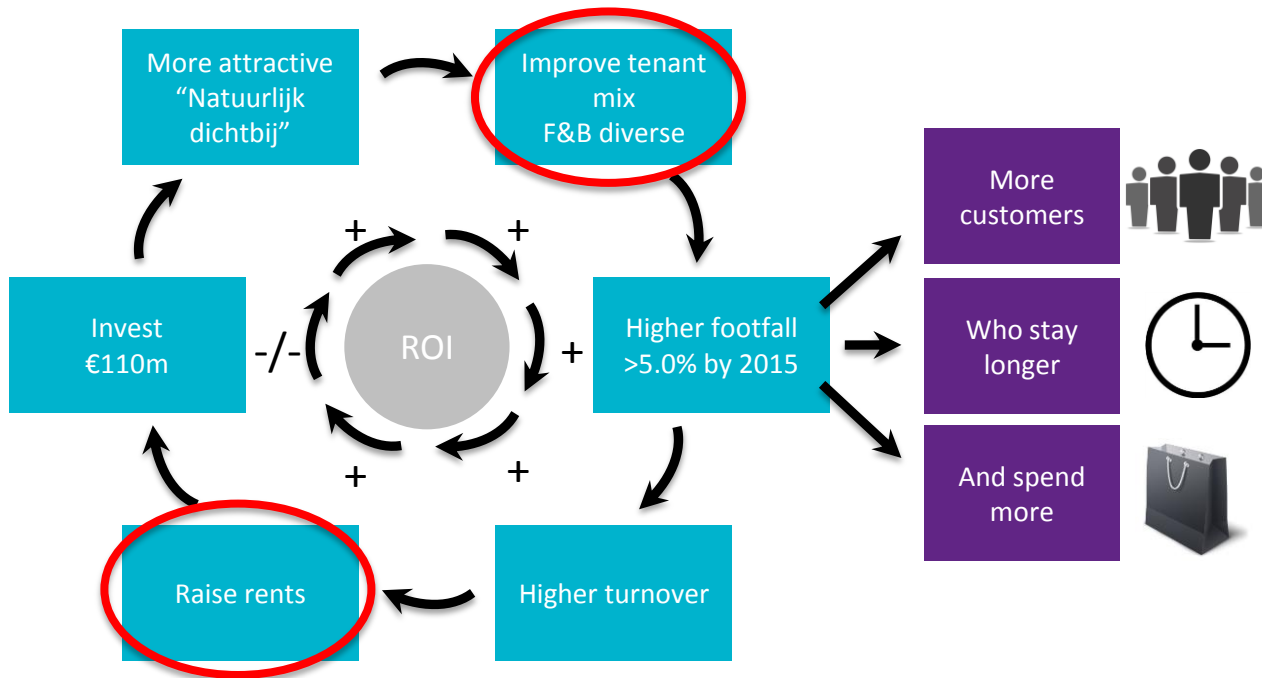 More attractive
“Natuurlijk
dichtbij”
Improve tenant
mix
F&B diverse
More
customers
+
+
Invest
€110m
-/-
ROI
+
Higher footfall
>5.0% by 2015
Who stay
longer
+
+
And spend
more
Raise rents
Higher turnover